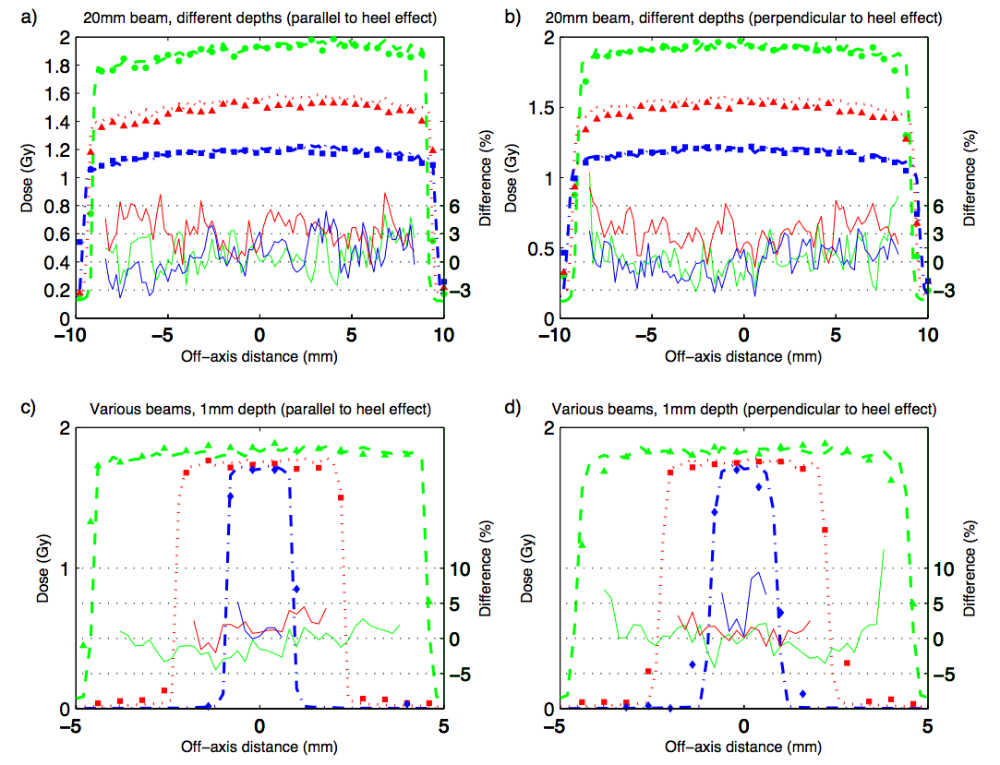 a) 20mm beam, different depths (parallel to heel effect)
2
1.8
1.6
1.4
1.2
1
0.8
0.6
0.4
0.2
0
Dose (Gy)
6
3
0
−3
Difference (%)
−10 −5 0 5 10
Off−axis distance (mm)
b) 20mm beam, different depths (perpendicular to heel effect)
2
1.5
1
0.5
0
Dose (Gy)
6
3
0
−3
Difference (%)
−10 −5 0 5 10
Off−axis distance (mm)
c) Various beams, 1mm depth (parallel to heel effect)
2
1
0
Dose (Gy)
10
5
0
−5
Difference (%)
−5 0 5
Off−axis distance (mm)
d) Various beams, 1mm depth (perpendicular to heel effect)
2
1
0
Dose (Gy)
10
5
0
−5
Difference (%)
−5 0 5
Off−axis distance (mm)